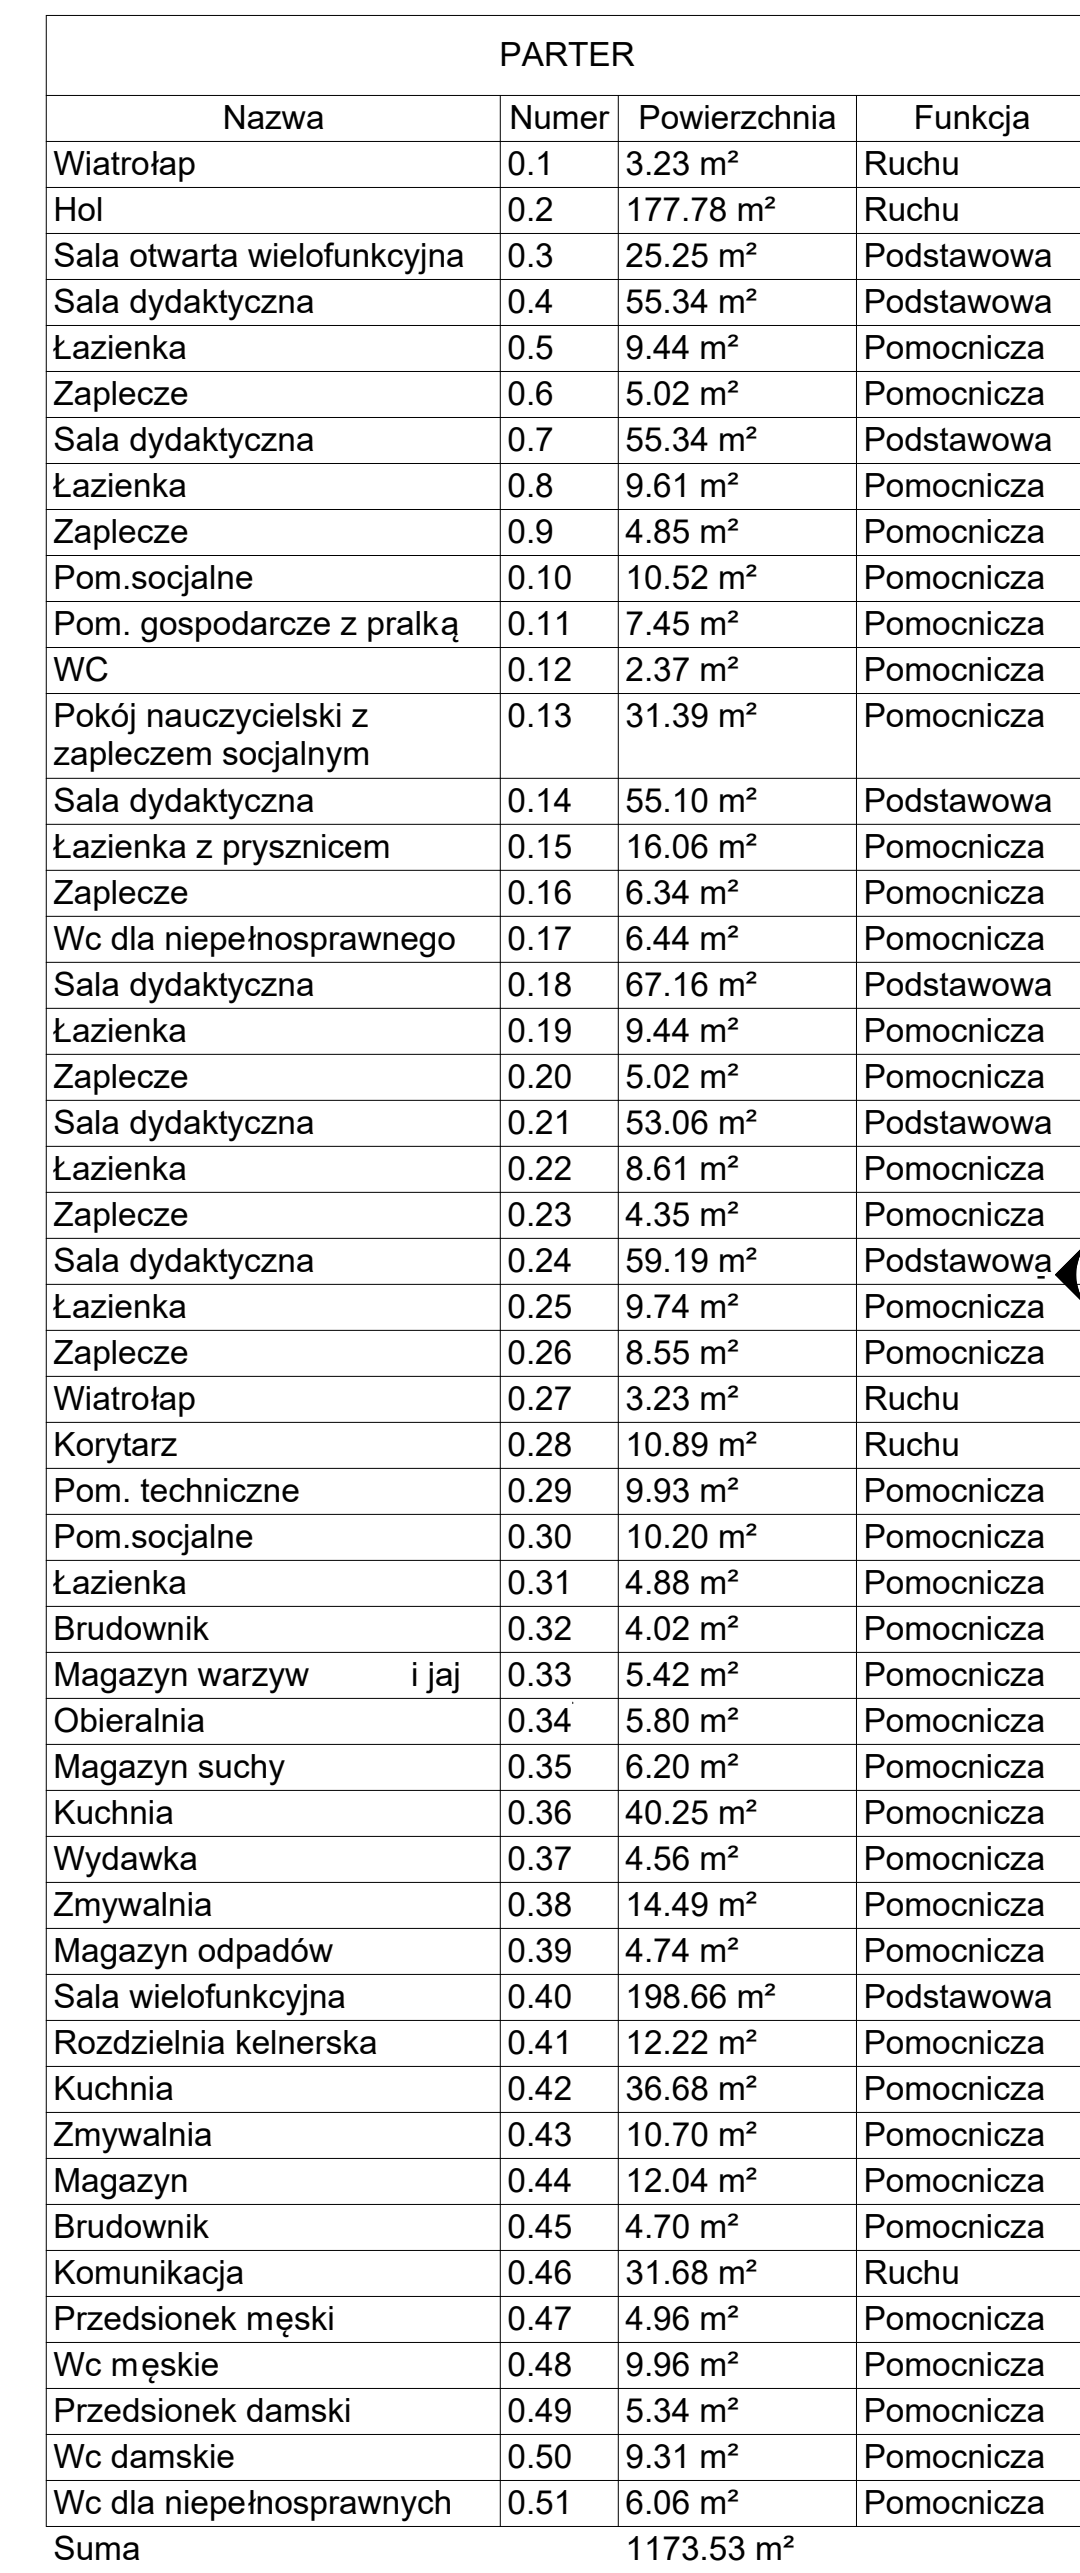 PARTER
Nazwa Numer Powierzchnia Funkcja
Wiatrołap 0.1 3.23 m² Ruchu
Hol 0.2 177.78 m² Ruchu
Sala otwarta wielofunkcyjna 0.3 25.25 m² Podstawowa
Sala dydaktyczna 0.4 55.34 m² Podstawowa
Łazienka 0.5 9.44 m² Pomocnicza
Zaplecze 0.6 5.02 m² Pomocnicza
Sala dydaktyczna 0.7 55.34 m² Podstawowa
Łazienka 0.8 9.61 m² Pomocnicza
Zaplecze 0.9 4.85 m² Pomocnicza
Pom.socjalne 0.10 10.52 m² Pomocnicza
Pom. gospodarcze z pralką 0.11 7.45 m² Pomocnicza
WC 0.12 2.37 m² Pomocnicza
Pokój nauczycielski z 0.13 31.39 m² Pomocnicza
zapleczem socjalnym
Sala dydaktyczna 0.14 55.10 m² Podstawowa
Łazienka z prysznicem 0.15 16.06 m² Pomocnicza
Zaplecze 0.16 6.34 m² Pomocnicza
Wc dla niepełnosprawnego 0.17 6.44 m² Pomocnicza
Sala dydaktyczna 0.18 67.16 m² Podstawowa
Łazienka 0.19 9.44 m² Pomocnicza
Zaplecze 0.20 5.02 m² Pomocnicza
Sala dydaktyczna 0.21 53.06 m² Podstawowa
Łazienka 0.22 8.61 m² Pomocnicza
Zaplecze 0.23 4.35 m² Pomocnicza
Sala dydaktyczna 0.24 59.19 m² Podstawowa
Łazienka 0.25 9.74 m² Pomocnicza
Zaplecze 0.26 8.55 m² Pomocnicza
Wiatrołap 0.27 3.23 m² Ruchu
Korytarz 0.28 10.89 m² Ruchu
Pom. techniczne 0.29 9.93 m² Pomocnicza
Pom.socjalne 0.30 10.20 m² Pomocnicza
Łazienka 0.31 4.88 m² Pomocnicza
Brudownik 0.32 4.02 m² Pomocnicza
Magazyn warzyw i jaj 0.33 5.42 m² Pomocnicza
Obieralnia 0.34 5.80 m² Pomocnicza
Magazyn suchy 0.35 6.20 m² Pomocnicza
Kuchnia 0.36 40.25 m² Pomocnicza
Wydawka 0.37 4.56 m² Pomocnicza
Zmywalnia 0.38 14.49 m² Pomocnicza
Magazyn odpadów 0.39 4.74 m² Pomocnicza
Sala wielofunkcyjna 0.40 198.66 m² Podstawowa
Rozdzielnia kelnerska 0.41 12.22 m² Pomocnicza
Kuchnia 0.42 36.68 m² Pomocnicza
Zmywalnia 0.43 10.70 m² Pomocnicza
Magazyn 0.44 12.04 m² Pomocnicza
Brudownik 0.45 4.70 m² Pomocnicza
Komunikacja 0.46 31.68 m² Ruchu
Przedsionek męski 0.47 4.96 m² Pomocnicza
Wc męskie 0.48 9.96 m² Pomocnicza
Przedsionek damski 0.49 5.34 m² Pomocnicza
Wc damskie 0.50 9.31 m² Pomocnicza
Wc dla niepełnosprawnych 0.51 6.06 m² Pomocnicza
Suma 1173.53 m²